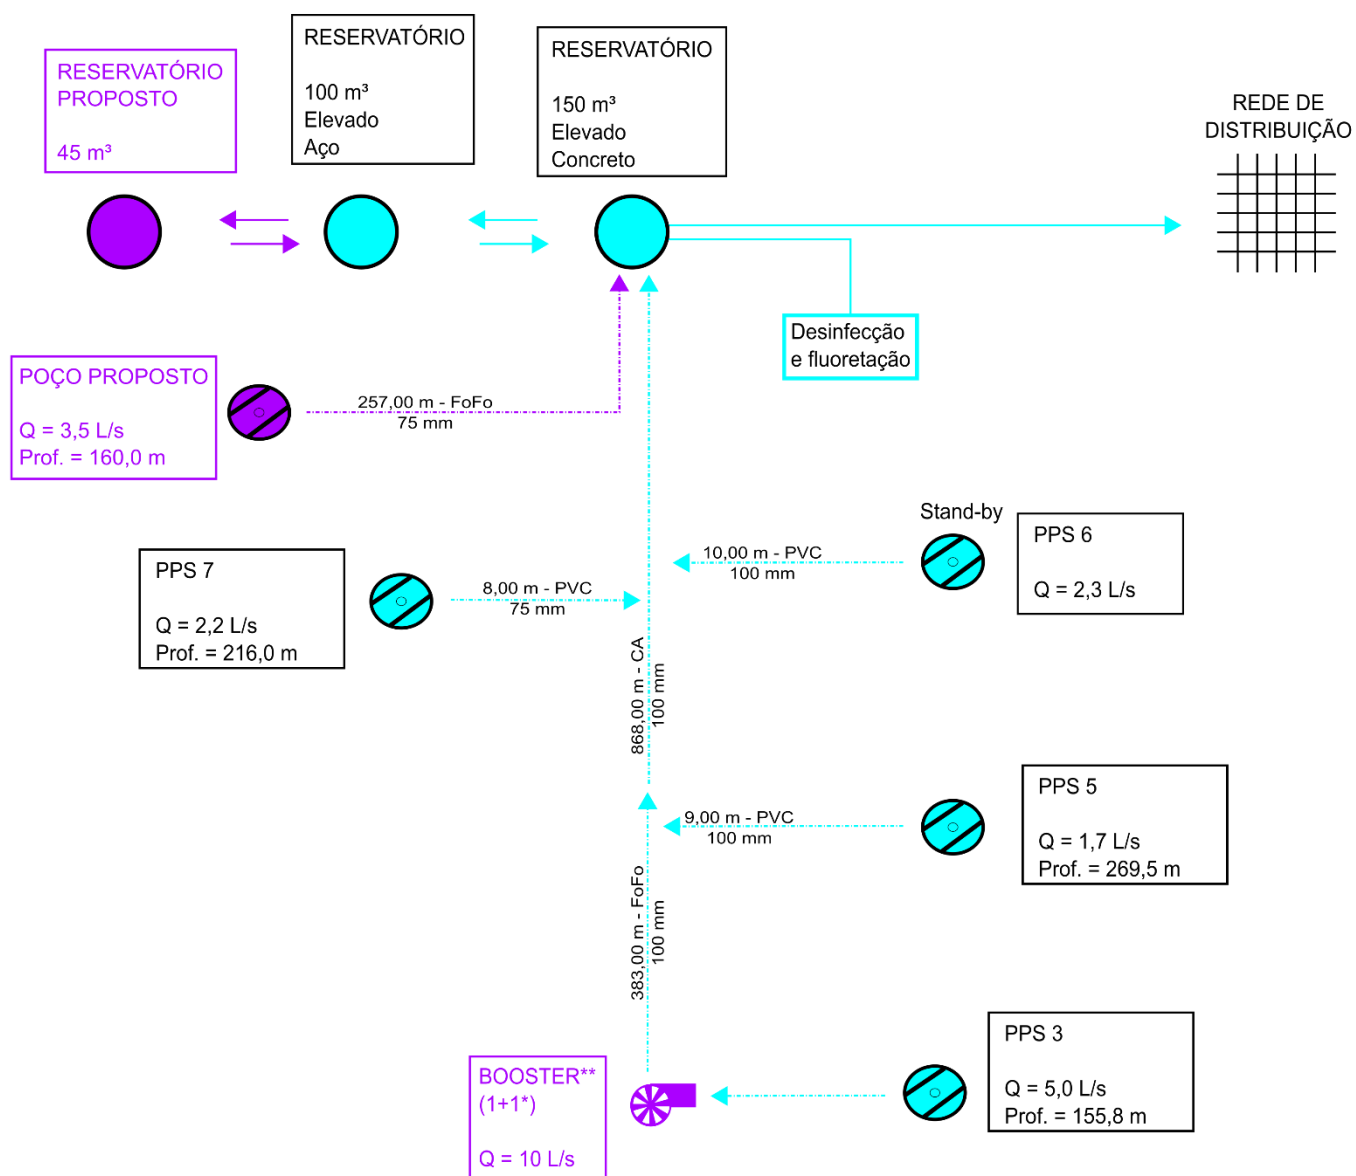 RESERVATÓRIO
PROPOSTO
45 m³
RESERVATÓRIO
100 m³
Elevado
Aço
RESERVATÓRIO
150 m³
Elevado
Concreto
REDE DE
DISTRIBUIÇÃO
Desinfecção
e fluoretação
POÇO PROPOSTO
Q = 3,5 L/s
Prof. = 160,0 m
257,00 m - FoFo
75 mm
Stand-by
PPS 6
Q = 2,3 L/s
10,00 m - PVC
100 mm
PPS 7
Q = 2,2 L/s
Prof. = 216,0 m
8,00 m - PVC
75 mm
868,00 m - CA
100 mm
PPS 5
Q = 1,7 L/s
Prof. = 269,5 m
9,00 m - PVC
100 mm
383,00 m - FoFo
100 mm
PPS 3
Q = 5,0 L/s
Prof. = 155,8 m
BOOSTER**
(1+1*)
Q = 10 L/s